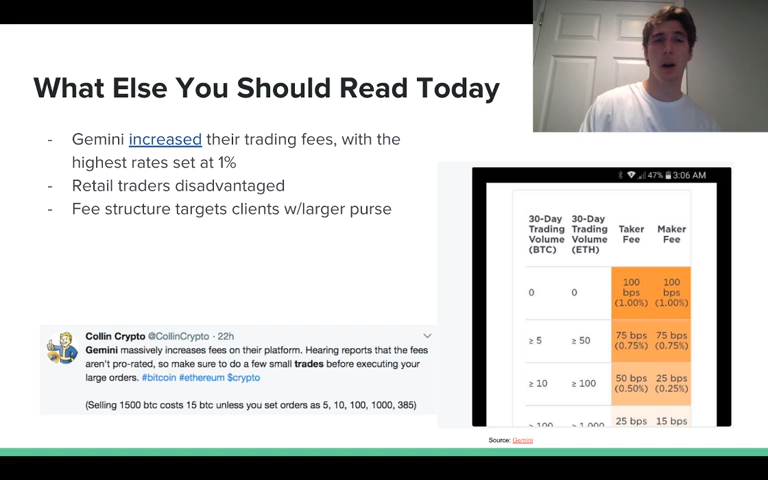 What Else You Should Read Today
- Gemini increased their trading fees, with the
highest rates set at 1%
- Retail traders disadvantaged
- Fee structure targets clients w/larger purse
Collin Crypto @CollinCrypto · 22h
Gemini massively increases fees on their platform. Hearing reports that the fees
aren't pro-rated, so make sure to do a few small trades before executing your
large orders. #bitcoin #ethereum $crypto
(Selling 1500 btc costs 15 btc unless you set orders as 5, 10, 100, 1000, 385)
47% 3:06 AM
30-Day 30-Day
Trading Trading Taker Maker
Volume Volume Fee Fee
(BTC) (ETH)
0 0 100 bps (1.00%) 100 bps (1.00%)
≥ 5 ≥ 50 75 bps (0.75%) 75 bps (0.75%)
≥ 10 ≥ 100 50 bps (0.50%) 25 bps (0.25%)
≥ 100 ≥ 1,000 25 bps 15 bps
Source: Gemini